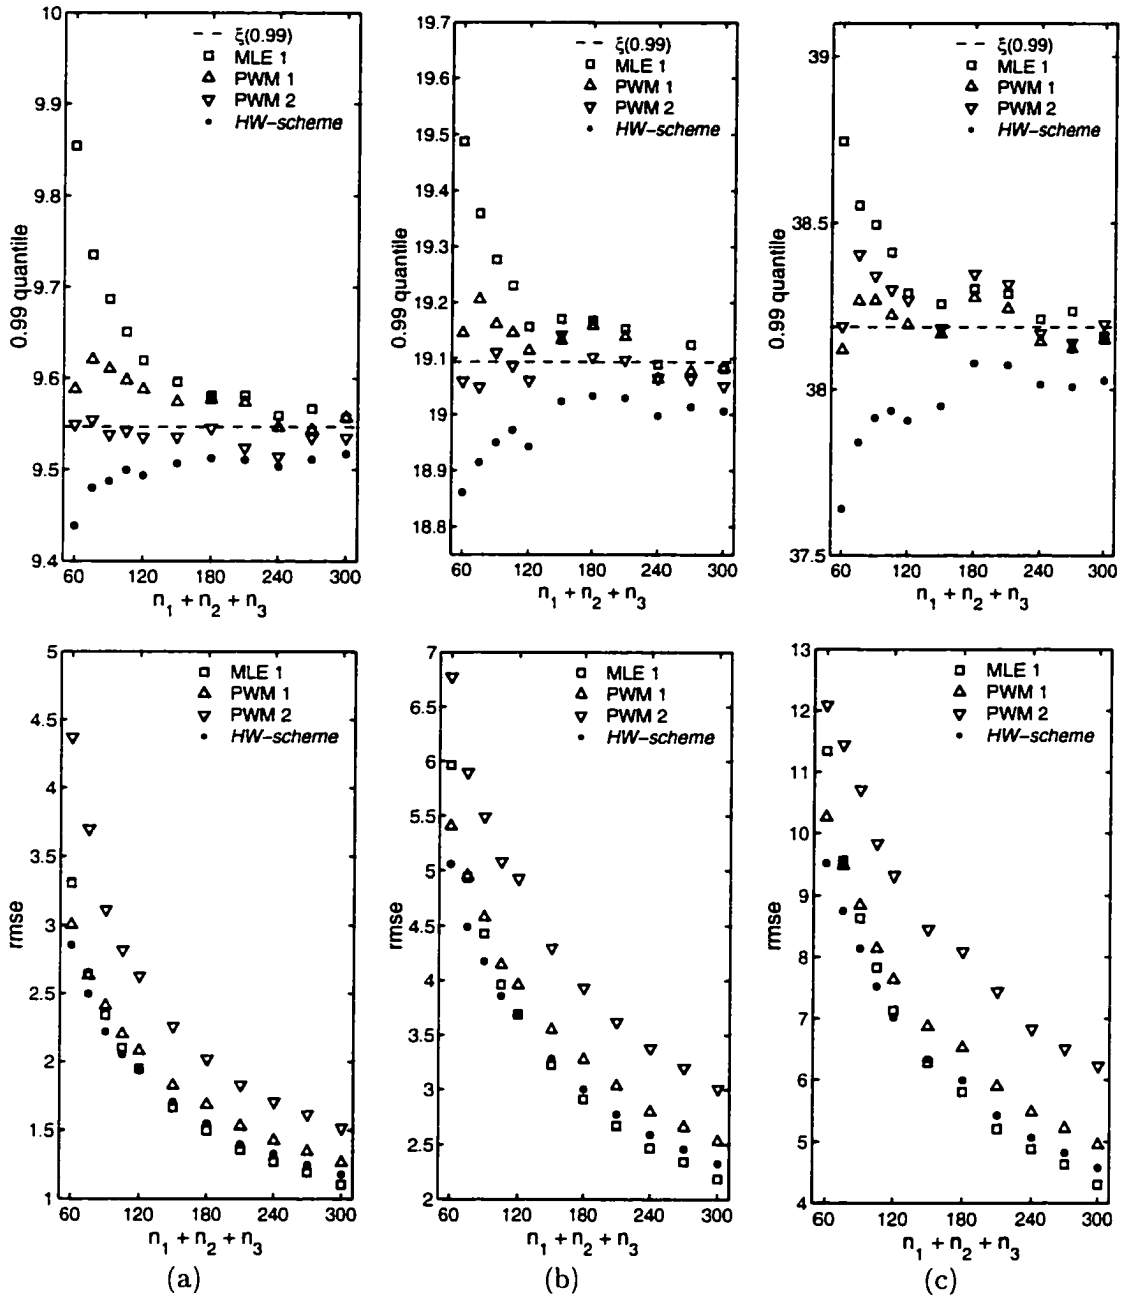 10
9.9
9.8
9.7
9.6
9.5
9.4
0.99 quantile
ξ(0.99)
MLE 1
PWM 1
PWM 2
HW-scheme
60 120 180 240 300
n1 + n2 + n3
19.7
19.6
19.5
19.4
19.3
19.2
19.1
19
18.9
18.8
0.99 quantile
ξ(0.99)
MLE 1
PWM 1
PWM 2
HW-scheme
60 120 180 240 300
n1 + n2 + n3
39
38.5
38
37.5
0.99 quantile
ξ(0.99)
MLE 1
PWM 1
PWM 2
HW-scheme
60 120 180 240 300
n1 + n2 + n3
5
4.5
4
3.5
3
2.5
2
1.5
1
rmse
MLE 1
PWM 1
PWM 2
HW-scheme
60 120 180 240 300
n1 + n2 + n3
(a)
7
6.5
6
5.5
5
4.5
4
3.5
3
2.5
2
rmse
MLE 1
PWM 1
PWM 2
HW-scheme
60 120 180 240 300
n1 + n2 + n3
(b)
13
12
11
10
9
8
7
6
5
4
rmse
MLE 1
PWM 1
PWM 2
HW-scheme
60 120 180 240 300
n1 + n2 + n3
(c)